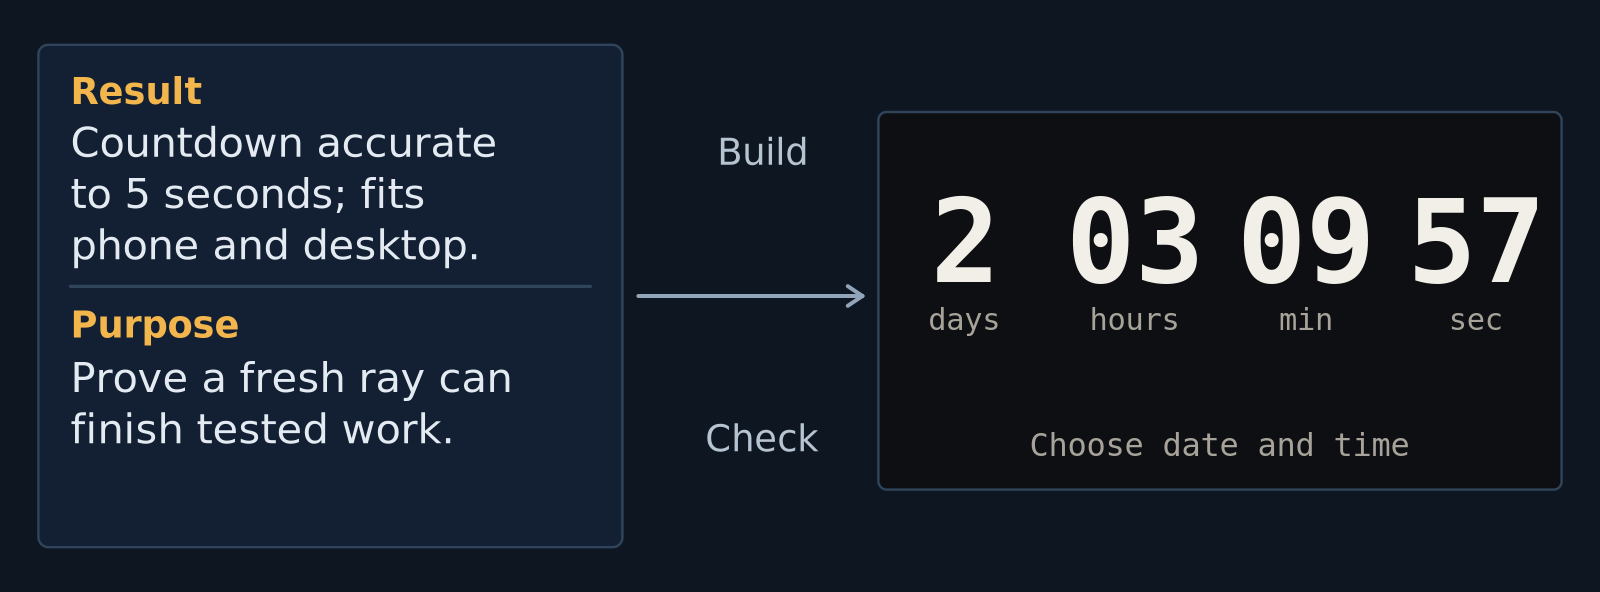 Result
Countdown accurate
to 5 seconds; fits
phone and desktop.
Purpose
Prove a fresh ray can
finish tested work.
Build
Check
2 03 09 57
days hours min sec
Choose date and time